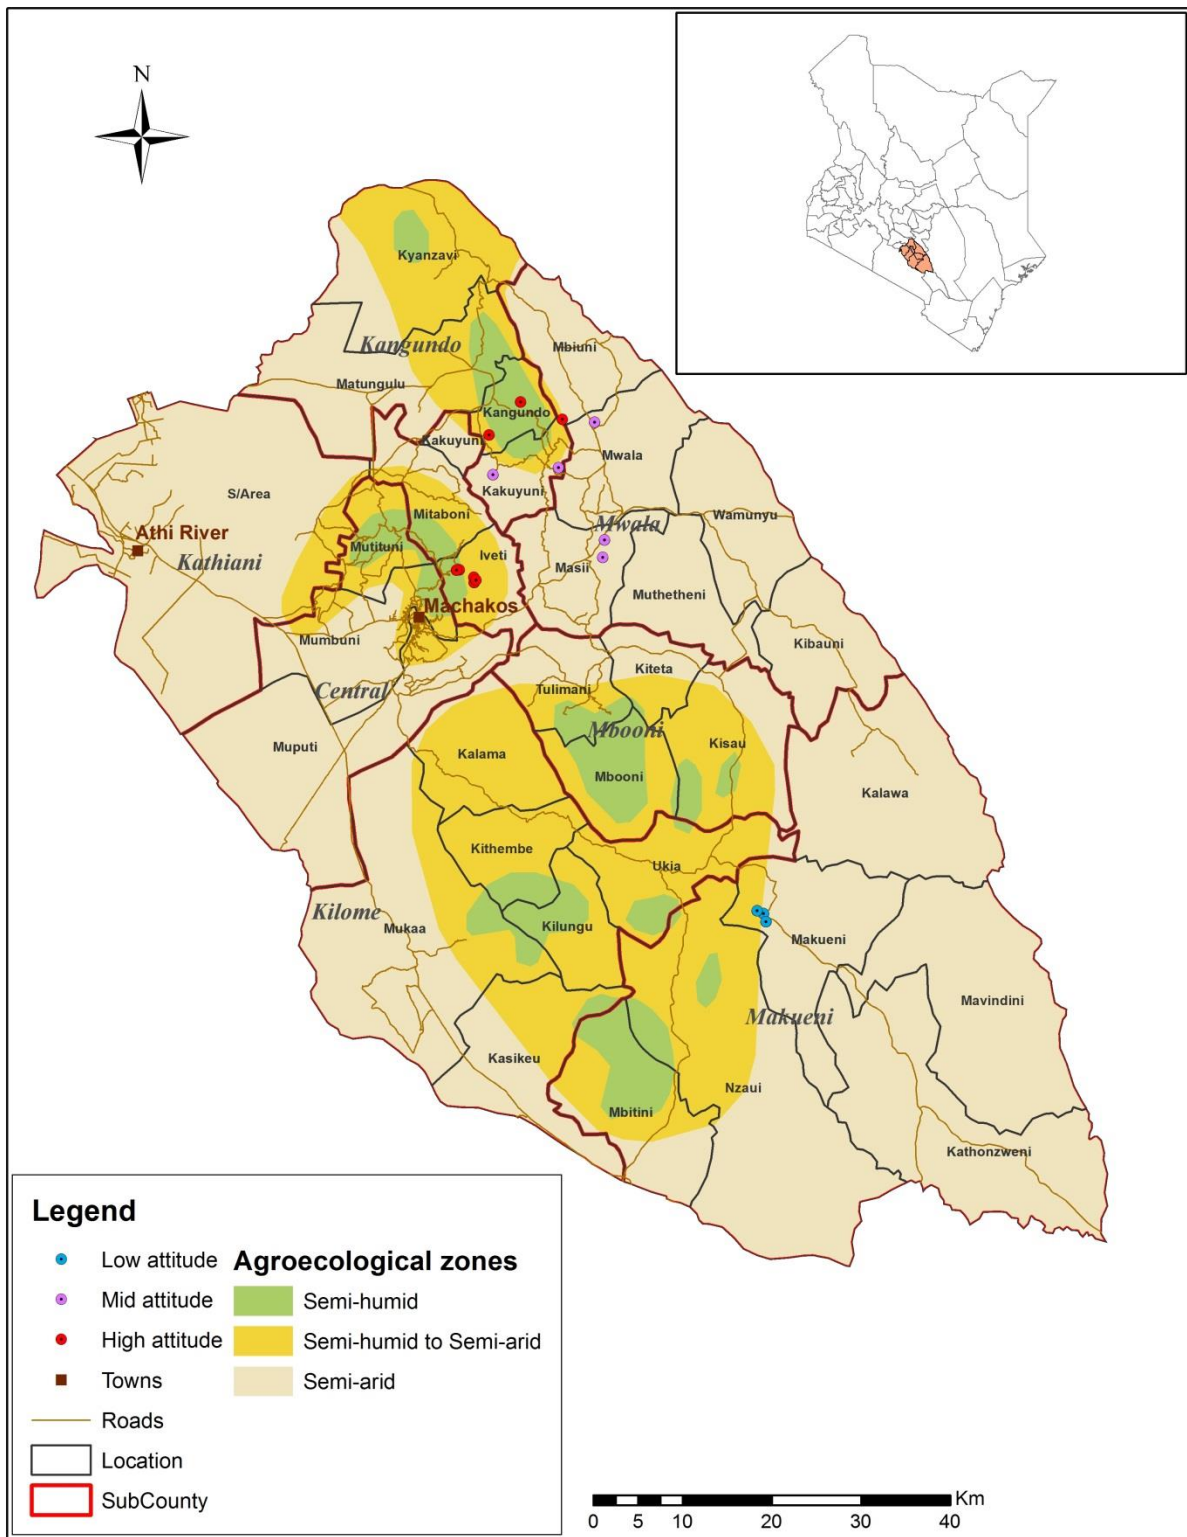 N
Kyanzavi
Kangundo
Mbiuni
Matungulu
Kangundo
Kakuyuni
Mwala
S/Area
Kakuyuni
Mitaboni
Wamunyu
Mwala
Athi River
Kathiani
Mutituni
Iveti
Masii
Muthetheni
Machakos
Mumbuni
Kibauni
Kiteta
Central
Tulimani
Mbooni
Muputi
Kalama
Kisau
Mbooni
Kalawa
Kithembe
Ukia
Kilome
Mukaa
Kilungu
Makueni
Mavindini
Makueni
Kasikeu
Nzaui
Mbitini
Kathonzweni
Legend
Low attitude
Mid attitude
High attitude
Towns
Roads
Location
SubCounty
Agroecological zones
Semi-humid
Semi-humid to Semi-arid
Semi-arid
Km
0 5 10 20 30 40